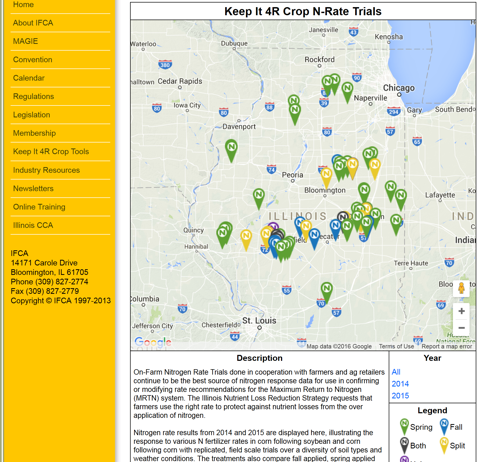 Home
About IFCA
MAGIE
Convention
Calendar
Regulations
Legislation
Membership
Keep It 4R Crop Tools
Industry Resources
Newsletters
Online Training
Illinois CCA
IFCA
14171 Carole Drive
Bloomington, IL 61705
Phone (309) 827-2774
Fax (309) 827-2779
Copyright © IFCA 1997-2013
Keep It 4R Crop N-Rate Trials
Janesville
Kenosha
Waterloo
Dubuque
Rockford
Cedar Rapids
Chicago
Naperville
Iowa City
Gary
South Bend
Davenport
Peoria
Bloomington
Lafayette
ILLINOIS
IND
Quincy
Hannibal
Terre Haute
Columbia
St. Louis
Chesterfield
Jefferson City
Google
Map data ©2016 Google
Terms of Use
Report a map error
Description
On-Farm Nitrogen Rate Trials done in cooperation with farmers and ag retailers
continue to be the best source of nitrogen response data for use in confirming
or modifying rate recommendations for the Maximum Return to Nitrogen
(MRTN) system. The Illinois Nutrient Loss Reduction Strategy requests that
farmers use the right rate to protect against nutrient losses from the over
application of nitrogen.
Nitrogen rate results from 2014 and 2015 are displayed here, illustrating the
response to various N fertilizer rates in corn following soybean and corn
following corn with replicated, field scale trials over a diversity of soil types and
weather conditions. The treatments also compare fall applied, spring applied
Year
All
2014
2015
Legend
Spring
Fall
Both
Split